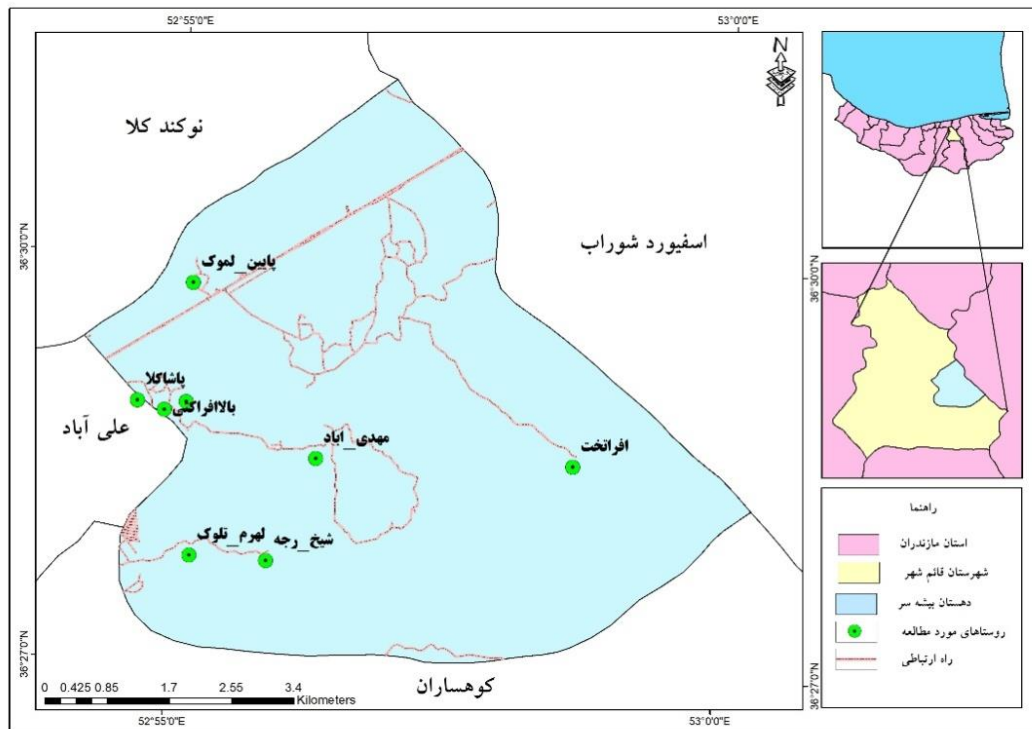 52°55'0"E
53°0'0"E
N
نوکند کلا
اسفیورد شوراب
36°30'0"N
36°30'0"N
پایین_لموک
پاشاکلا
بالاافراکتی
علی آباد
مهدی_اباد
افراتخت
لهرم_تلوک
شیخ_رجه
36°27'0"N
36°27'0"N
کوهساران
0 0.425 0.85 1.7 2.55 3.4
Kilometers
52°55'0"E
53°0'0"E
راهنما
استان مازندران
شهرستان قائم شهر
دهستان بیشه سر
روستاهای مورد مطالعه
راه ارتباطی